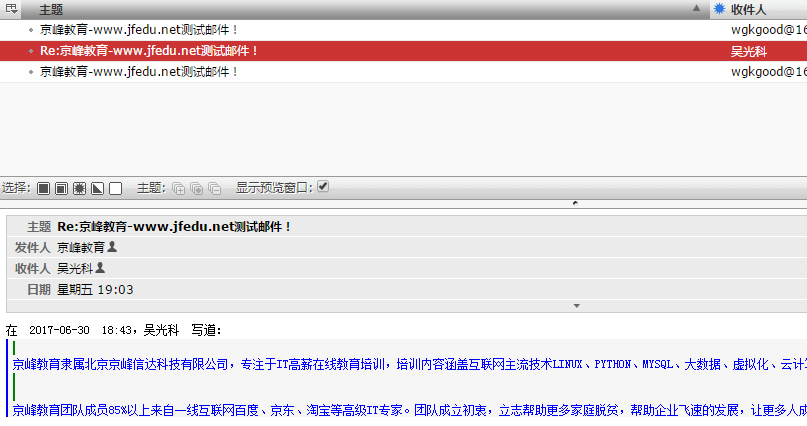 主题 收件人
京峰教育-www.jfedu.net测试邮件！ wgkgood@16
Re:京峰教育-www.jfedu.net测试邮件！ 吴光科
京峰教育-www.jfedu.net测试邮件！ wgkgood@16
选择: 主题: 显示预览窗口:
主题 Re:京峰教育-www.jfedu.net测试邮件！
发件人 京峰教育
收件人 吴光科
日期 星期五 19:03
在 2017-06-30 18:43，吴光科 写道:
京峰教育隶属北京京峰信达科技有限公司，专注于IT高薪在线教育培训，培训内容涵盖互联网主流技术LINUX、PYTHON、MYSQL、大数据、虚拟化、云计
京峰教育团队成员85%以上来自一线互联网百度、京东、淘宝等高级IT专家。团队成立初衷，立志帮助更多家庭脱贫，帮助企业飞速的发展，让更多人成